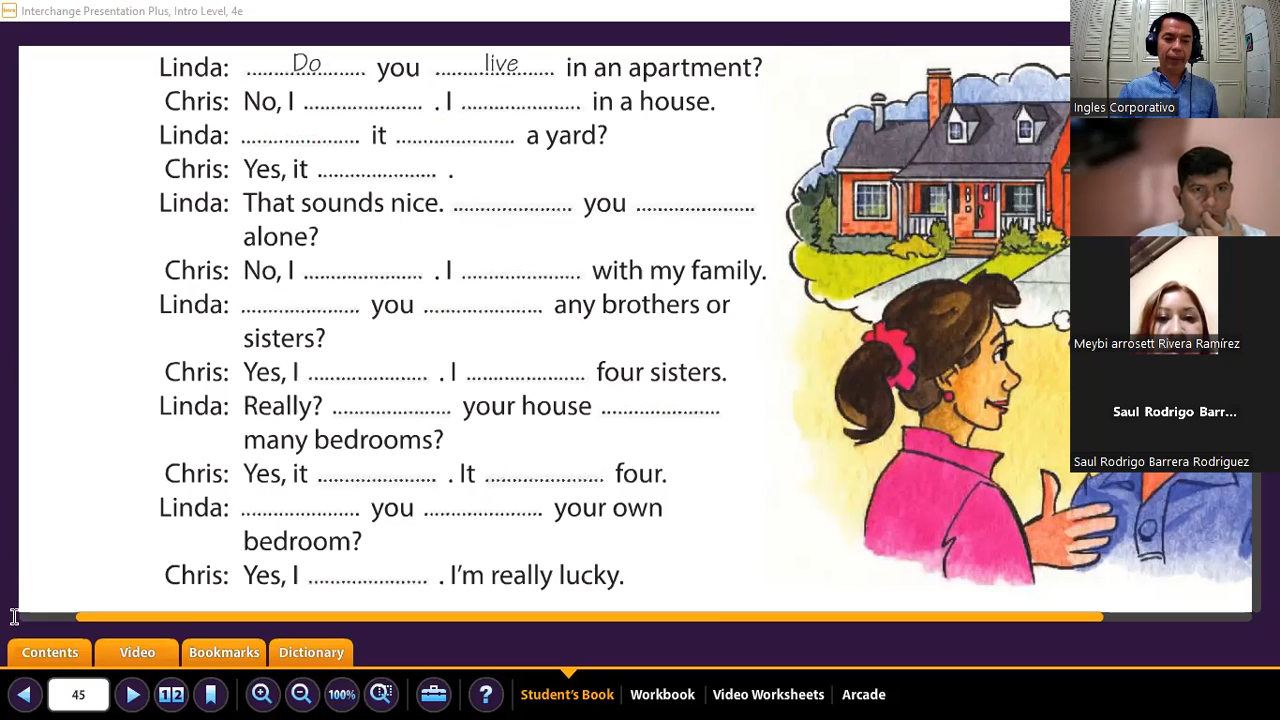 Interchange Presentation Plus, Intro Level, 4e
Linda: Do you live in an apartment?
Chris: No, I .................... . I .................... in a house.
Linda: .................... it .................... a yard?
Chris: Yes, it .................... .
Linda: That sounds nice. .................... you ....................
alone?
Chris: No, I .................... . I .................... with my family.
Linda: .................... you .................... any brothers or
sisters?
Chris: Yes, I .................... . I .................... four sisters.
Linda: Really? .................... your house ....................
many bedrooms?
Chris: Yes, it .................... . It .................... four.
Linda: .................... you .................... your own
bedroom?
Chris: Yes, I .................... . I'm really lucky.
Ingles Corporativo
Meybi arrosett Rivera Ramírez
Saul Rodrigo Barr...
Saul Rodrigo Barrera Rodriguez
Contents Video Bookmarks Dictionary
45 1 2 100% ? Student's Book Workbook Video Worksheets Arcade